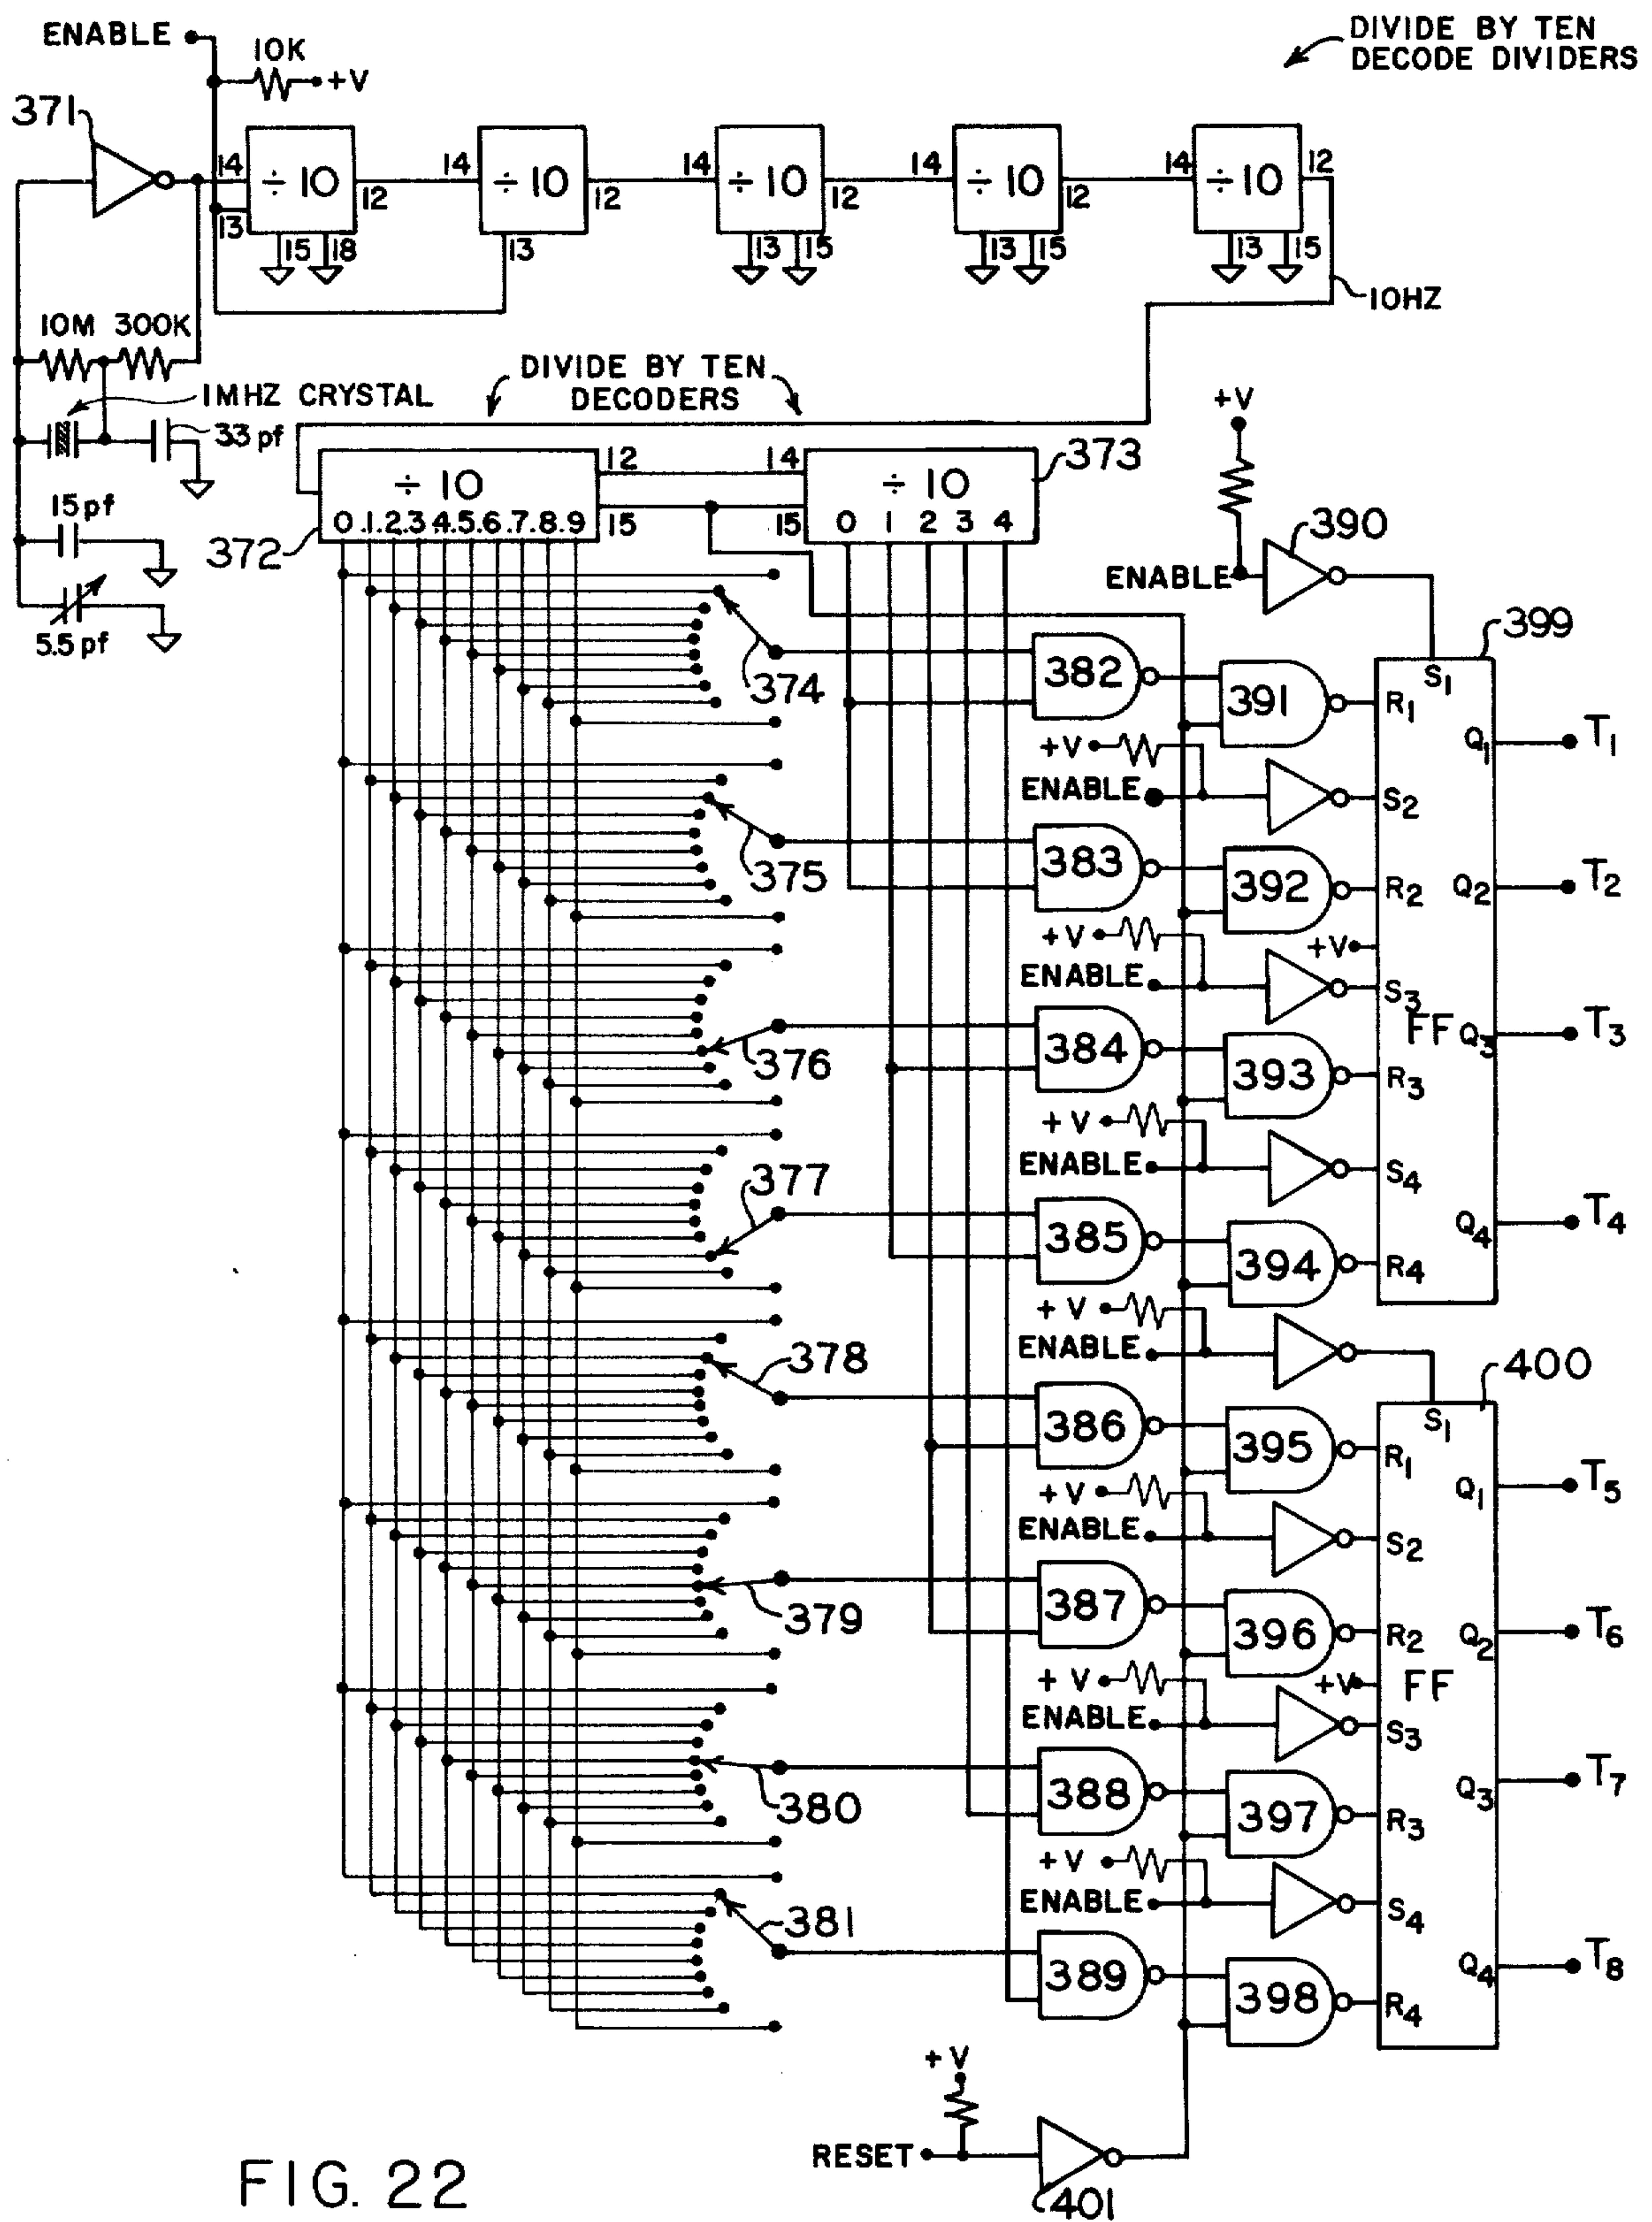 ENABLE
10K
+V
DIVIDE BY TEN
DECODE DIVIDERS
371
14
÷ 10
12
13
15
18
14
÷ 10
12
13
14
÷ 10
12
13
15
14
÷ 10
12
13
15
14
÷ 10
12
13
15
10HZ
10M 300K
1MHZ CRYSTAL
33 pf
15 pf
5.5 pf
DIVIDE BY TEN
DECODERS
÷ 10
12
15
0 .1 .2 .3 .4 .5 .6 .7 .8 .9
372
14
÷ 10
15
0 1 2 3 4
373
+V
ENABLE
390
399
374
382
391
S1
R1
Q1
T1
+V
ENABLE
S2
375
383
392
R2
Q2
T2
+V
+V
ENABLE
S3
FF
376
384
393
R3
Q3
T3
+V
ENABLE
S4
377
385
394
R4
Q4
T4
+V
ENABLE
400
378
386
395
S1
R1
Q1
T5
+V
ENABLE
S2
379
387
396
R2
Q2
T6
+V
FF
+V
ENABLE
S3
380
388
397
R3
Q3
T7
+V
ENABLE
S4
381
389
398
R4
Q4
T8
+V
RESET
401
FIG. 22